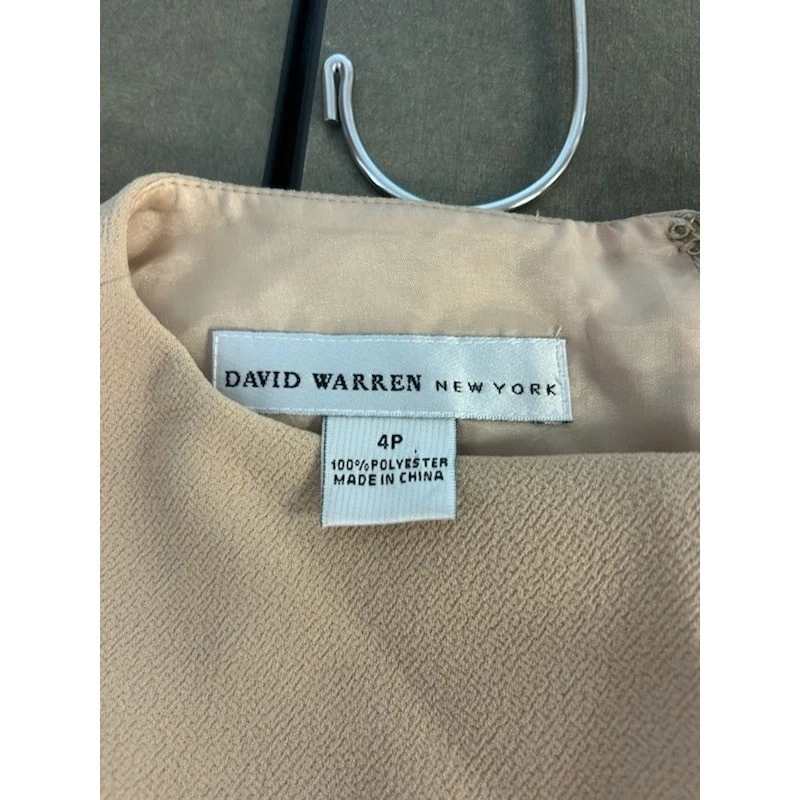 DAVID WARREN NEW YORK
4P
100%POLYESTER
MADE IN CHINA